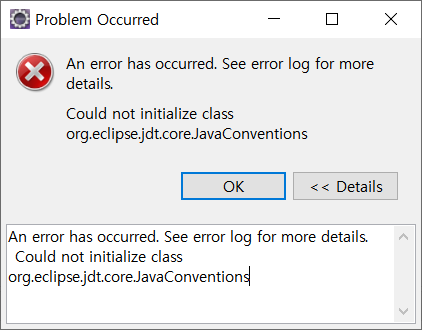 Problem Occurred
An error has occurred. See error log for more
details.
Could not initialize class
org.eclipse.jdt.core.JavaConventions
OK
<< Details
An error has occurred. See error log for more details.
Could not initialize class
org.eclipse.jdt.core.JavaConventions